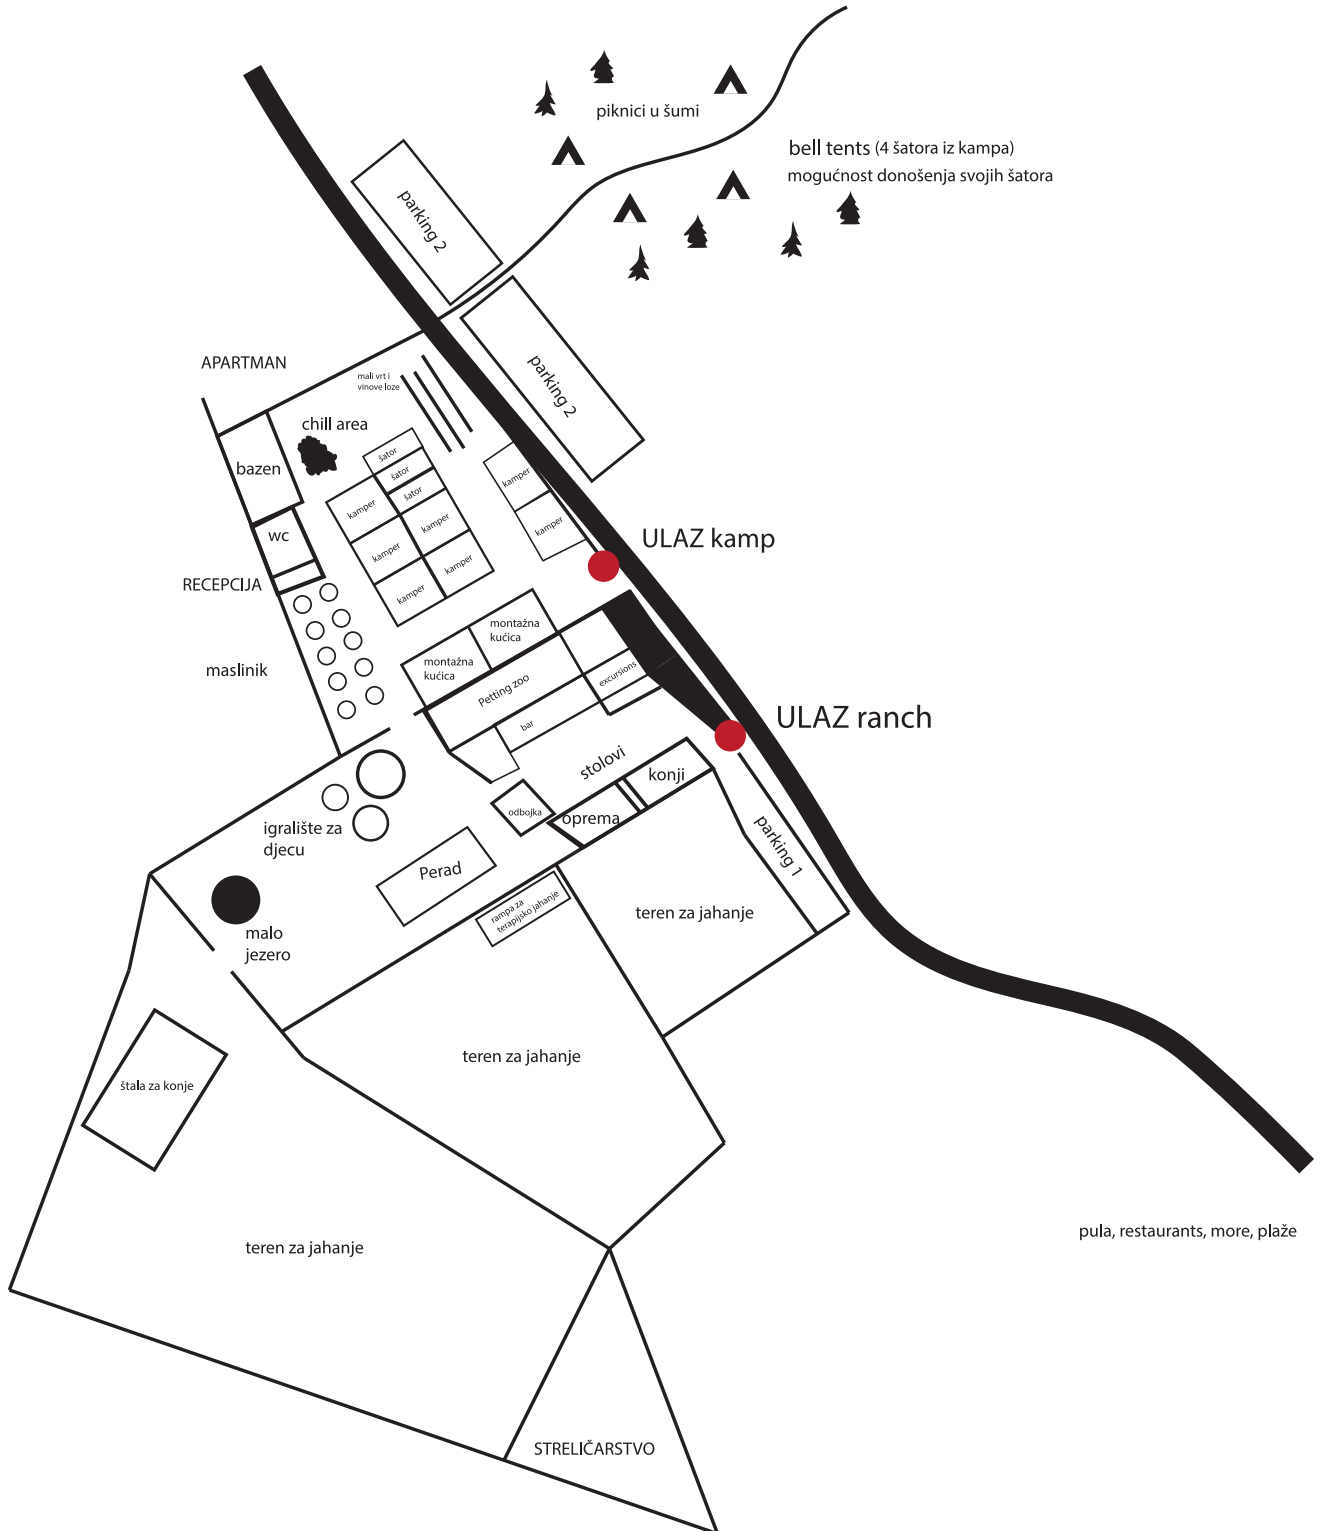 piknici u šumi
bell tents (4 šatora iz kampa)
mogućnost donošenja svojih šatora
parking 2
parking 2
APARTMAN
mali vrt i
vinove loze
chill area
bazen
šator
šator
šator
kamper
kamper
kamper
kamper
kamper
kamper
kamper
wc
ULAZ kamp
RECEPCIJA
maslinik
montažna
kućica
montažna
kućica
Petting zoo
excursions
bar
ULAZ ranch
stolovi
konji
odbojka
oprema
parking 1
igralište za
djecu
Perad
rampa za
terapijsko jahanje
teren za jahanje
malo
jezero
teren za jahanje
štala za konje
teren za jahanje
pula, restaurants, more, plaže
STRELIČARSTVO